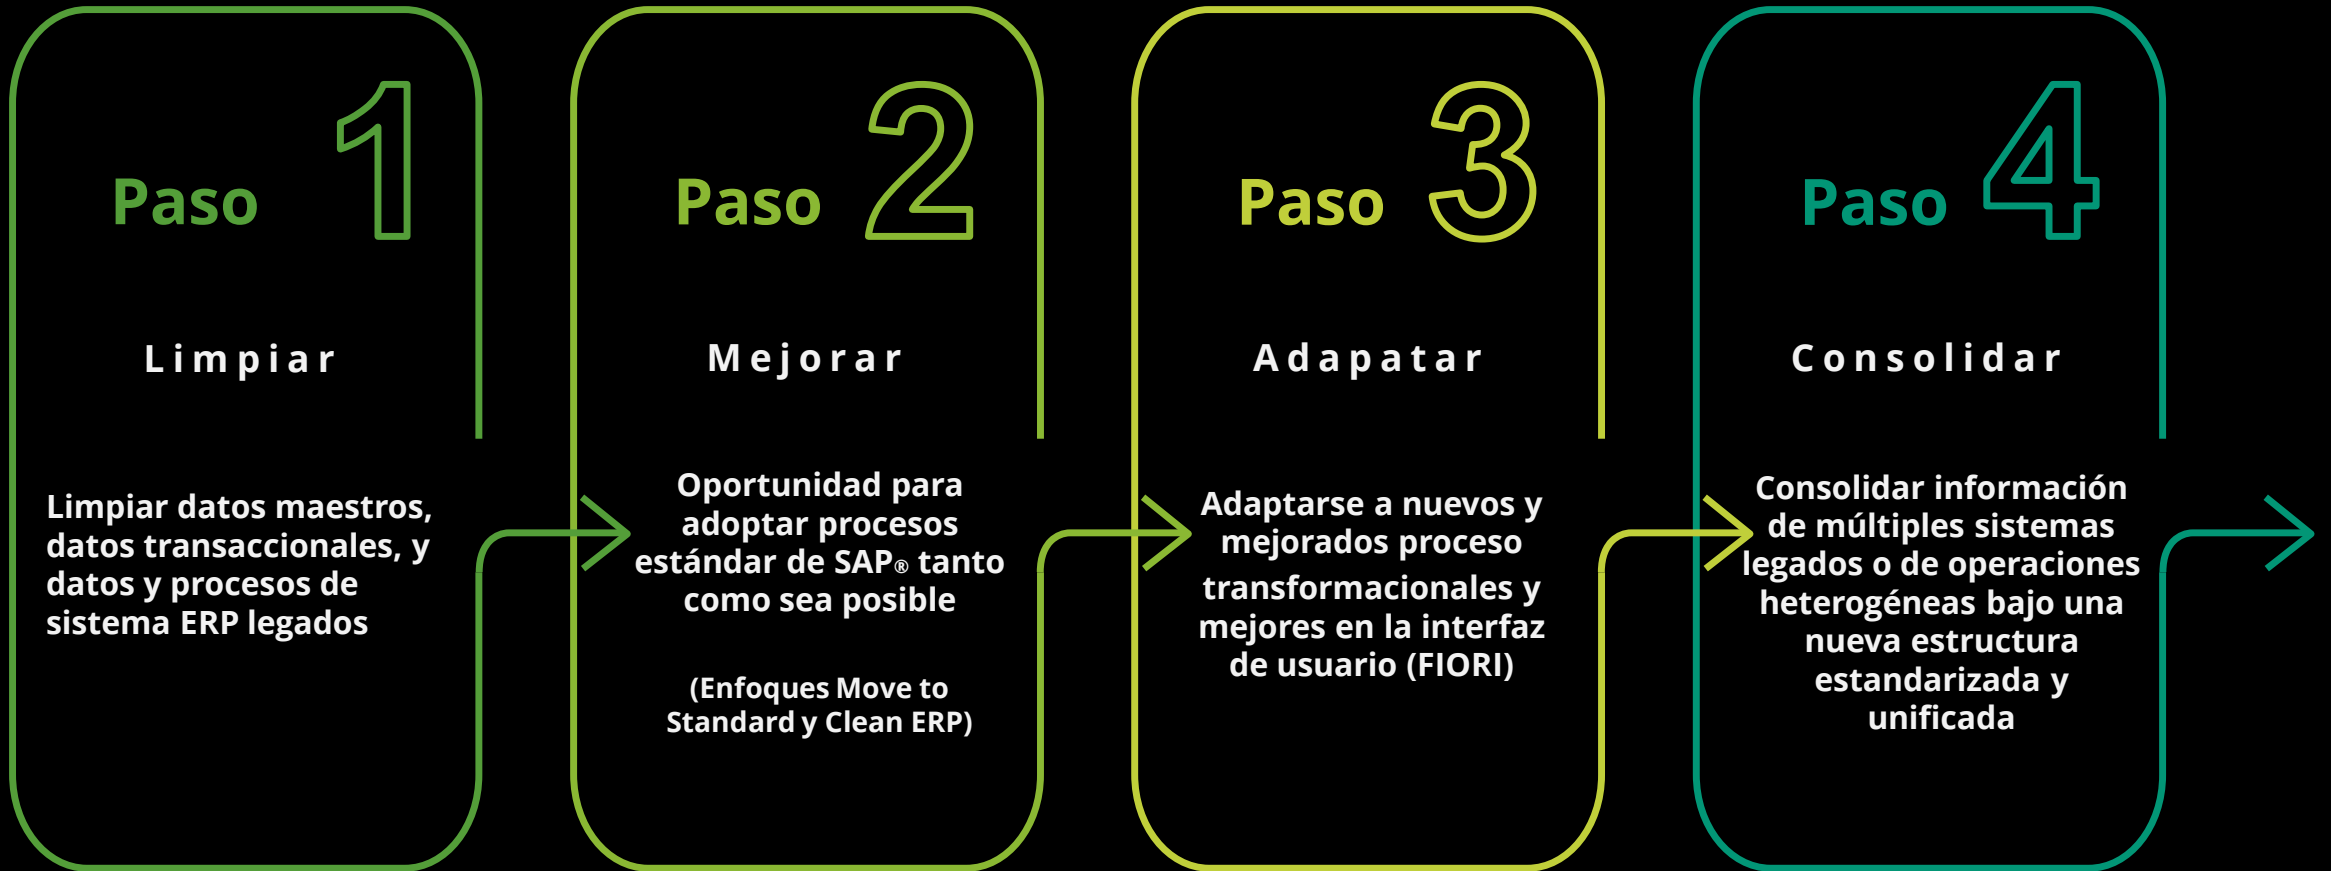 Paso 1
Limpiar
Limpiar datos maestros,
datos transaccionales, y
datos y procesos de
sistema ERP legados
Paso 2
Mejorar
Oportunidad para
adoptar procesos
estándar de SAP® tanto
como sea posible
(Enfoques Move to
Standard y Clean ERP)
Paso 3
Adapatar
Adaptarse a nuevos y
mejorados proceso
transformacionales y
mejores en la interfaz
de usuario (FIORI)
Paso 4
Consolidar
Consolidar información
de múltiples sistemas
legados o de operaciones
heterogéneas bajo una
nueva estructura
estandarizada y
unificada